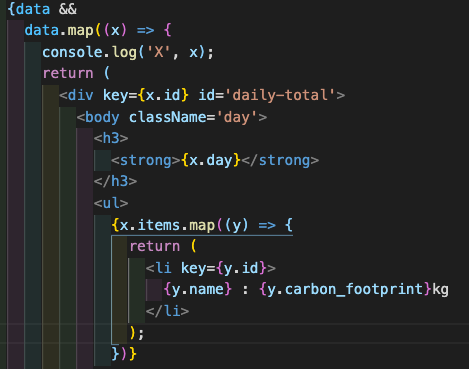 {data &&
data.map((x) => {
console.log('X', x);
return (
<div key={x.id} id='daily-total'>
<body className='day'>
<h3>
<strong>{x.day}</strong>
</h3>
<ul>
{x.items.map((y) => {
return (
<li key={y.id}>
{y.name} : {y.carbon_footprint}kg
</li>
);
})}